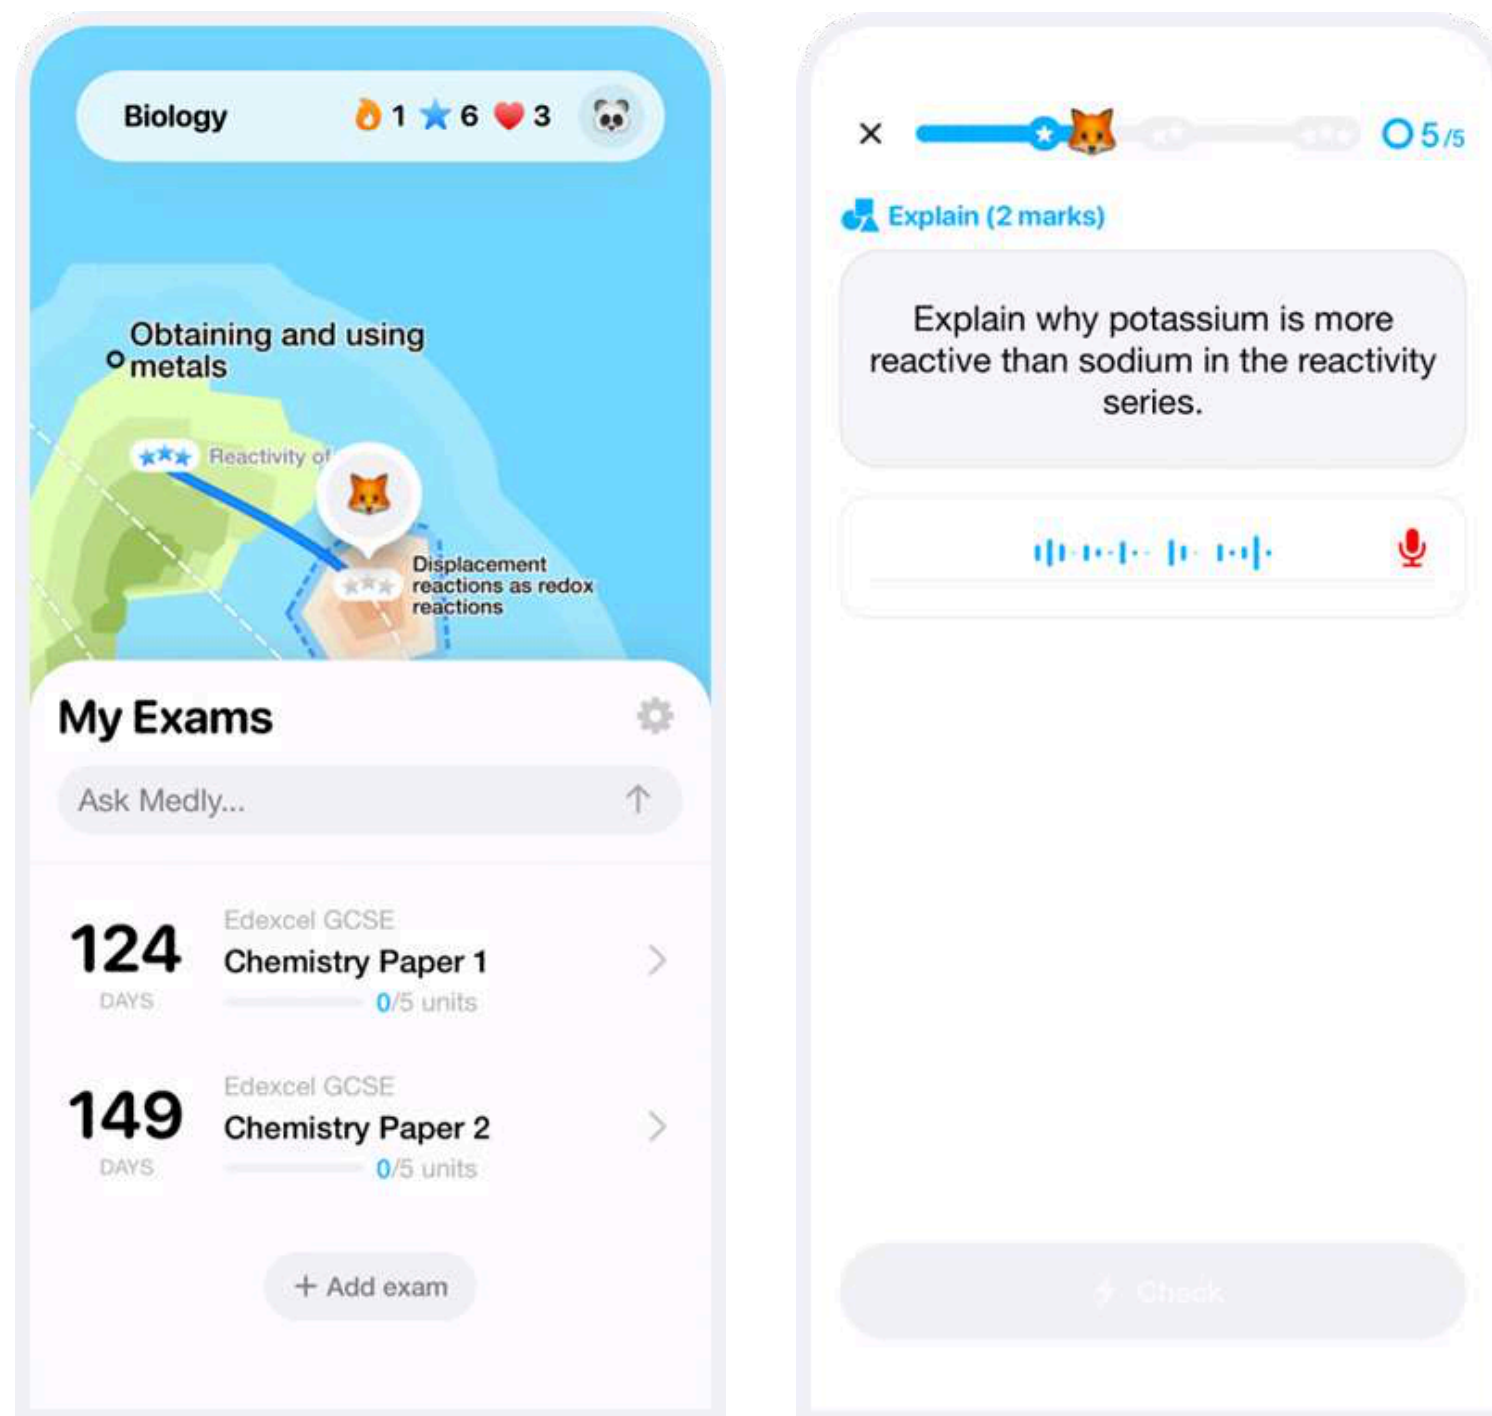 Biology 1 6 3
Obtaining and using
metals
Reactivity of
Displacement
reactions as redox
reactions
My Exams
Ask Medly...
124
DAYS
Edexcel GCSE
Chemistry Paper 1
0/5 units
149
DAYS
Edexcel GCSE
Chemistry Paper 2
0/5 units
+ Add exam
5/5
Explain (2 marks)
Explain why potassium is more
reactive than sodium in the reactivity
series.
Check